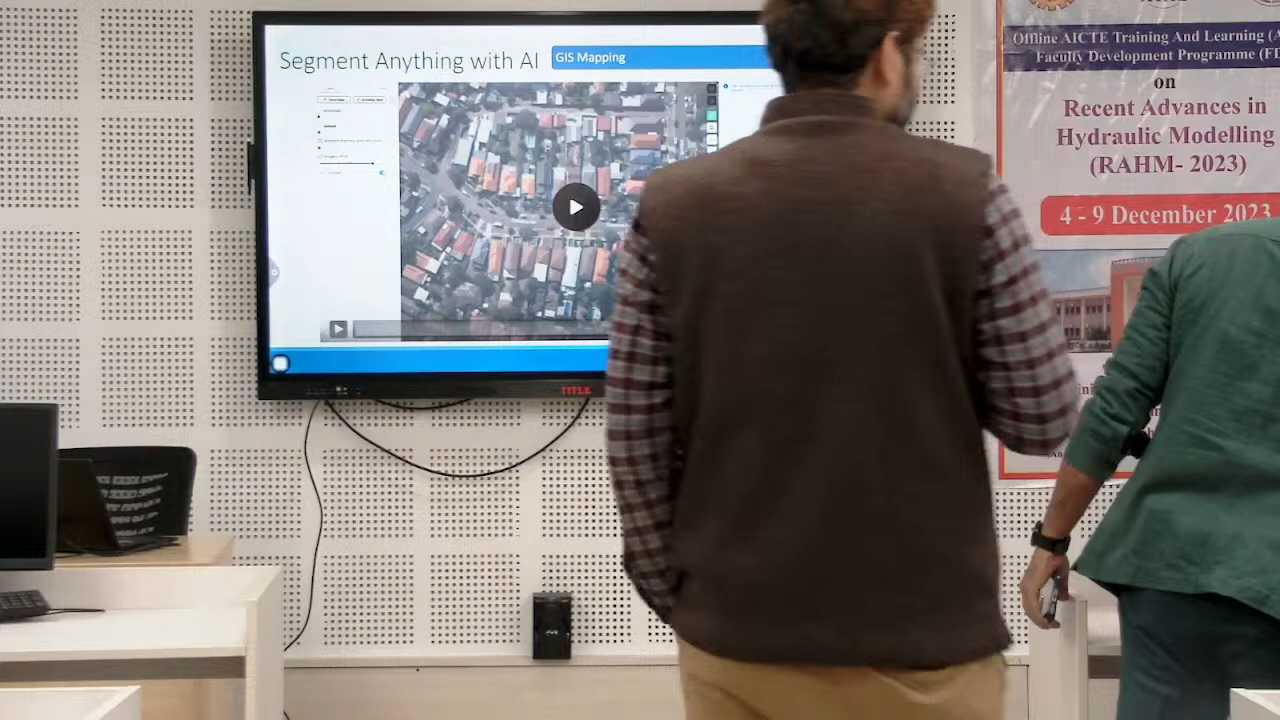 Segment Anything with AI
GIS Mapping
TITLE
Offline AICTE Training And Learning (A
Faculty Development Programme (FD
on
Recent Advances in
Hydraulic Modelling
(RAHM- 2023)
4 - 9 December 2023